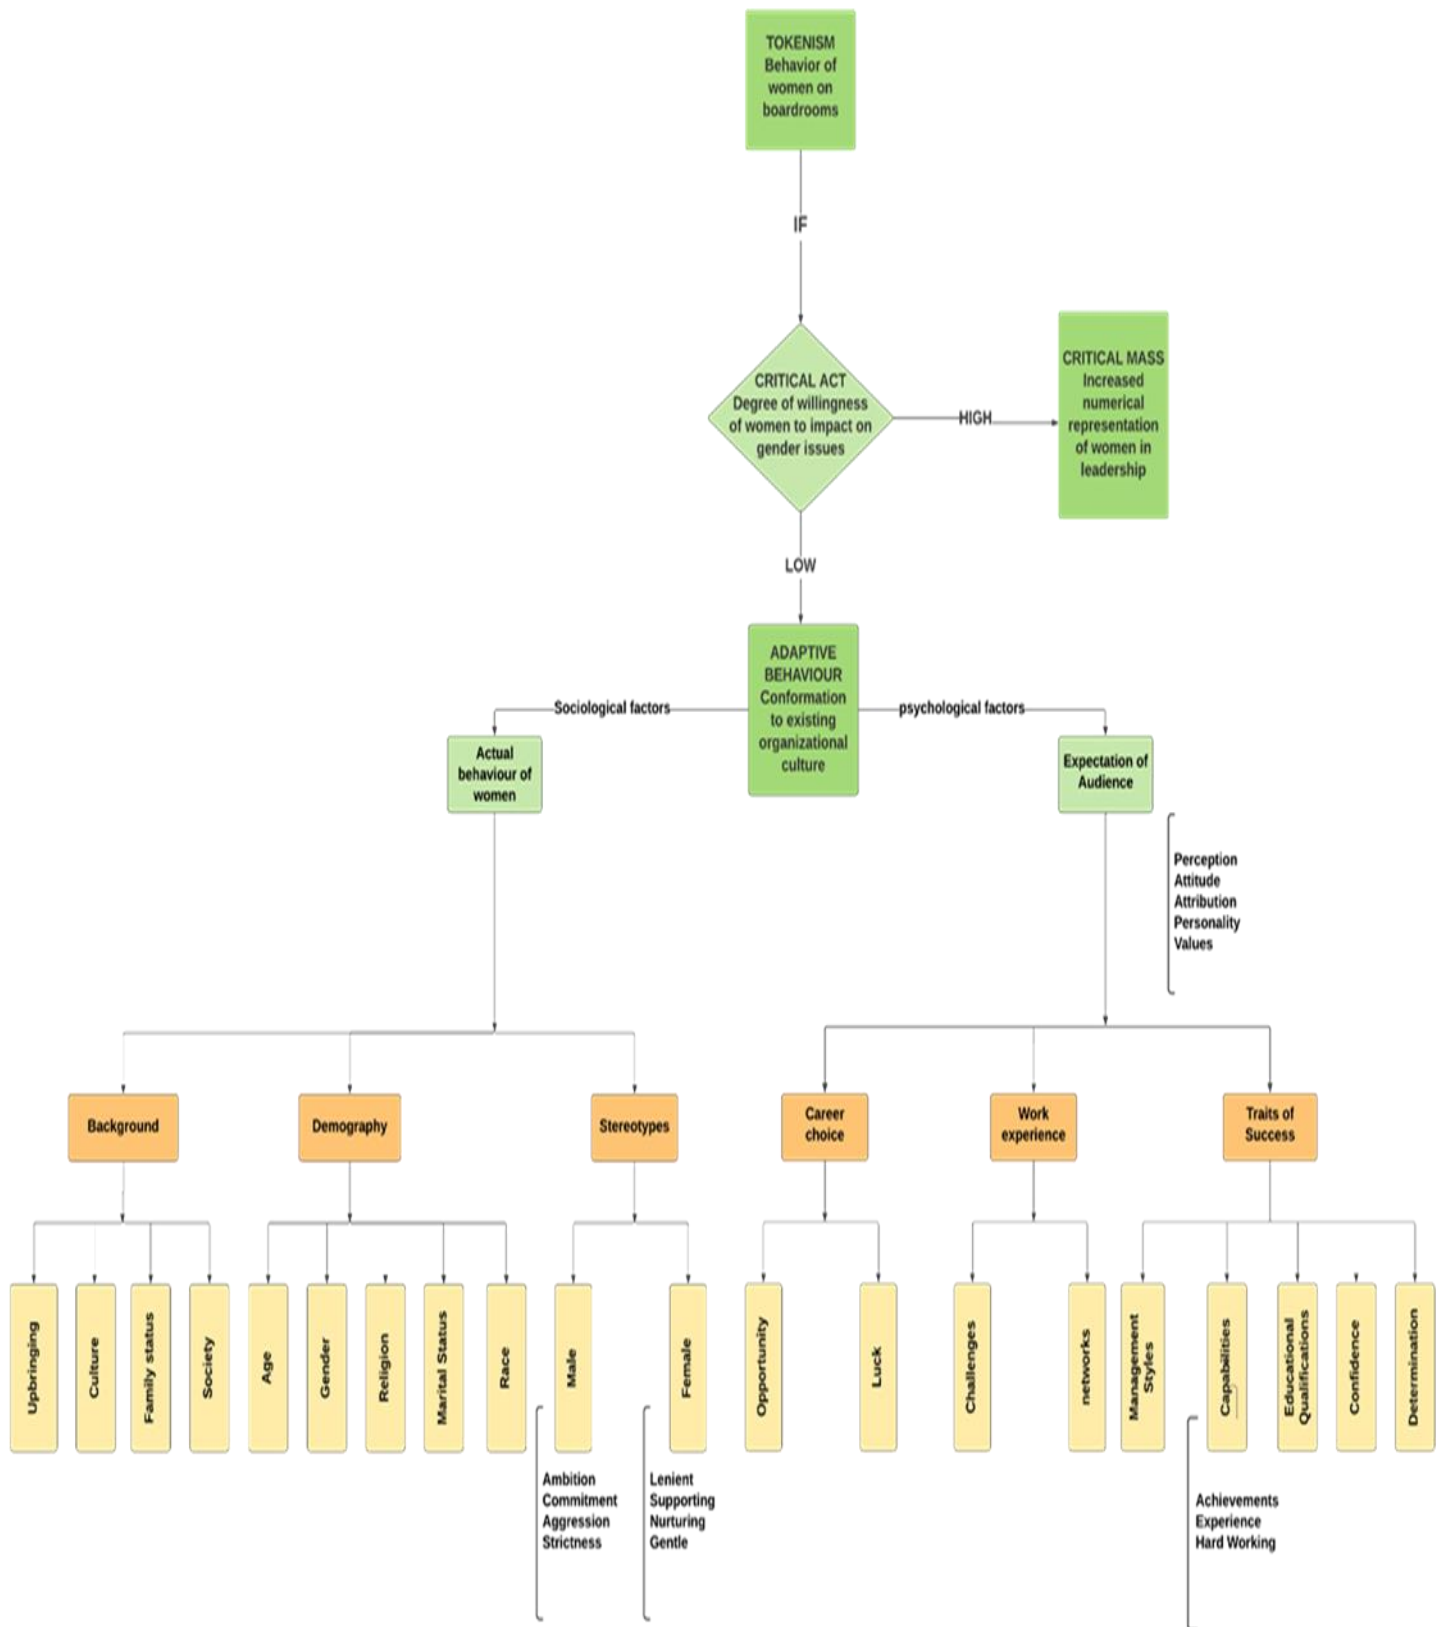 TOKENISM
Behavior of
women on
boardrooms
IF
CRITICAL ACT
Degree of willingness
of women to impact on
gender issues
HIGH
CRITICAL MASS
Increased
numerical
representation
of women in
leadership
LOW
ADAPTIVE
BEHAVIOUR
Conformation
to existing
organizational
culture
Sociological factors
psychological factors
Actual
behaviour of
women
Expectation of
Audience
Perception
Attitude
Attribution
Personality
Values
Background
Demography
Stereotypes
Career
choice
Work
experience
Traits of
Success
Upbringing
Culture
Family status
Society
Age
Gender
Religion
Marital Status
Race
Male
Female
Opportunity
Luck
Challenges
networks
Management
Styles
Capabilities
Educational
Qualifications
Confidence
Determination
Ambition
Commitment
Aggression
Strictness
Lenient
Supporting
Nurturing
Gentle
Achievements
Experience
Hard Working